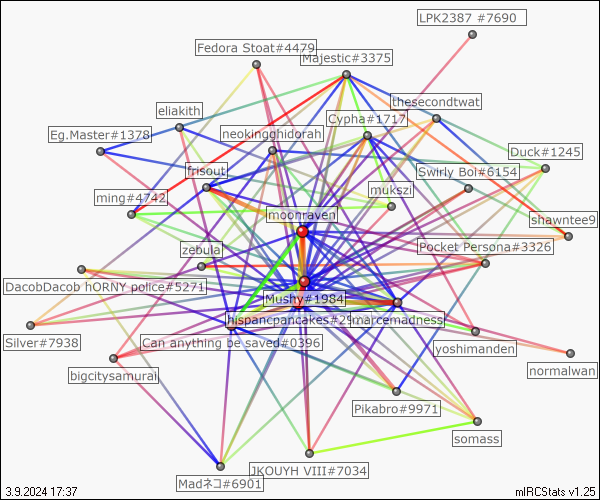 LPK2387 #7690
Fedora Stoat#4479
Majestic#3375
thesecondtwat
eliakith
Cypha#1717
Eg.Master#1378
neokingghidorah
Duck#1245
frisout
Swirly Boi#6154
mukszi
ming#4742
moonraven
shawntee9
zebula
Pocket Persona#3326
DacobDacob hORNY police#5271
Mushy#1984
hispanicpancakes#29
marcemadness
Silver#7938
Can anything be saved#0396
yoshimanden
bigcitysamurai
normalwan
Pikabro#9971
somass
JKOUYH VIII#7034
Madネコ#6901
3.9.2024 17:37
mIRCStats v1.25